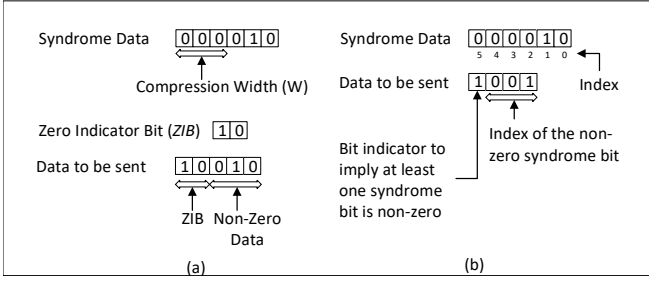 Syndrome Data 0 0 0 0 1 0
Compression Width (W)
Zero Indicator Bit (ZIB) 1 0
Data to be sent 1 0 0 1 0
ZIB Non-Zero
Data
(a)
Syndrome Data 0 0 0 0 1 0
5 4 3 2 1 0
Index
Data to be sent 1 0 0 1
Index of the non-
zero syndrome bit
Bit indicator to
imply at least
one syndrome
bit is non-zero
(b)